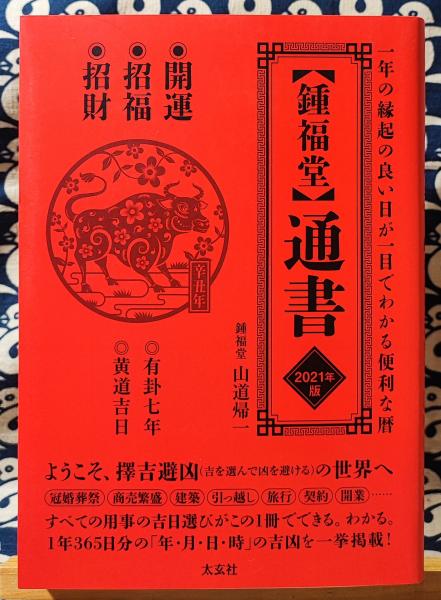 一年の縁起の良い日が一目でわかる便利な暦
【鍾福堂】通書
2021年
版
鍾福堂 山道帰一
◉開運
◉招福
◉招財
辛丑年
◎有卦七年
◎黄道吉日
ようこそ、擇吉避凶(吉を選んで凶を避ける)の世界へ
冠婚葬祭 商売繁盛 建築 引っ越し 旅行 契約 開業……
すべての用事の吉日選びがこの1冊でできる。わかる。
1年365日分の「年・月・日・時」の吉凶を一挙掲載!
太玄社